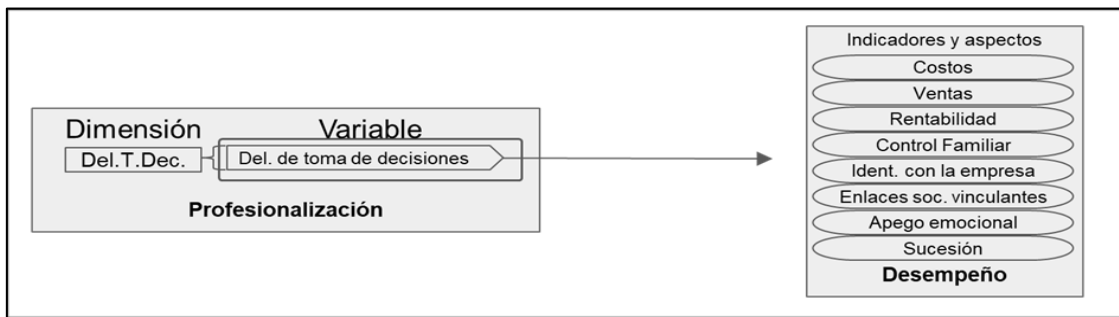 Dimensión
Variable
Del.T.Dec.
Del. de toma de decisiones
Profesionalización
Indicadores y aspectos
Costos
Ventas
Rentabilidad
Control Familiar
Ident. con la empresa
Enlaces soc. vinculantes
Apego emocional
Sucesión
Desempeño